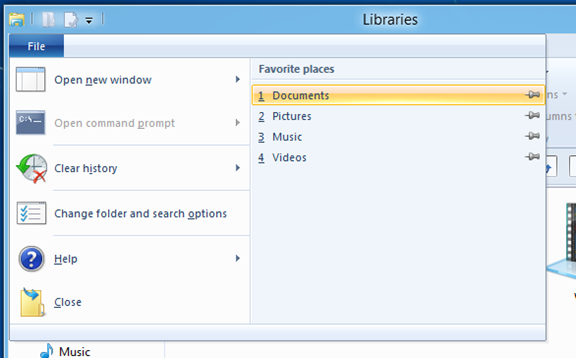 Libraries
File
Open new window
Open command prompt
Clear history
Change folder and search options
Help
Close
Favorite places
1 Documents
2 Pictures
3 Music
4 Videos
Music